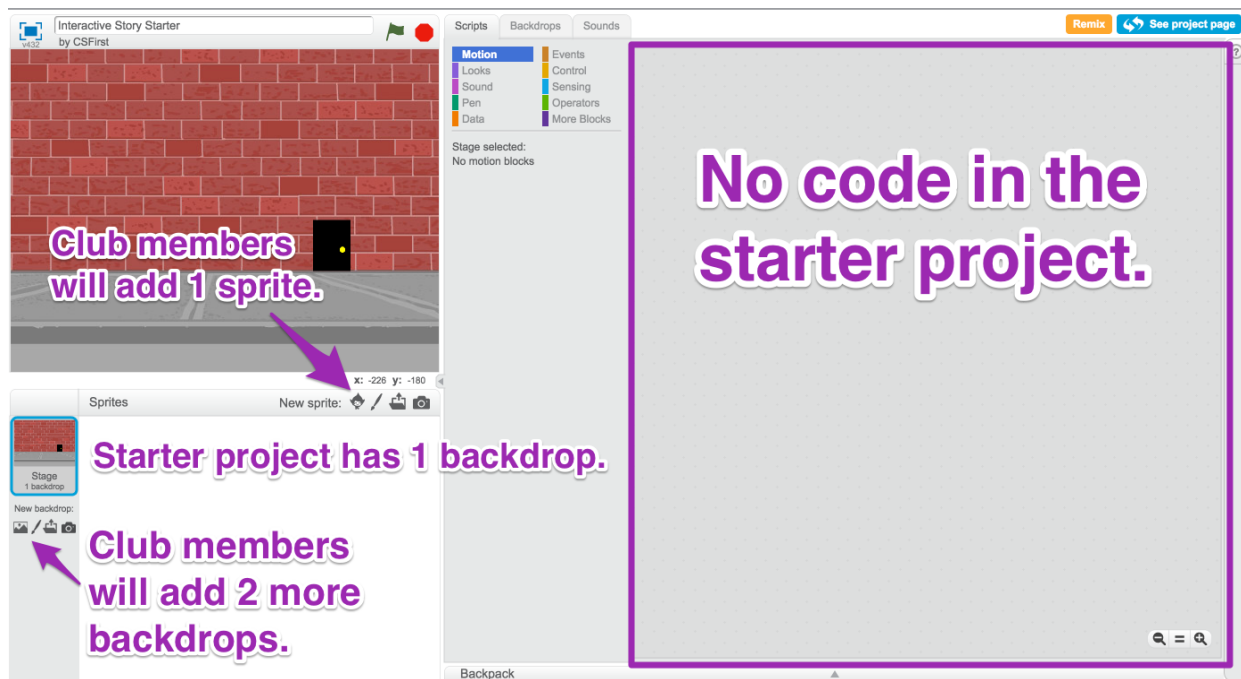 Interactive Story Starter
by CSFirst
v432
Scripts Backdrops Sounds
Remix See project page
Motion Events
Looks Control
Sound Sensing
Pen Operators
Data More Blocks
Stage selected:
No motion blocks
No code in the
starter project.
Club members
will add 1 sprite.
x: -226 y: -180
Sprites New sprite:
Starter project has 1 backdrop.
Stage
1 backdrop
New backdrop:
Club members
will add 2 more
backdrops.
Backpack